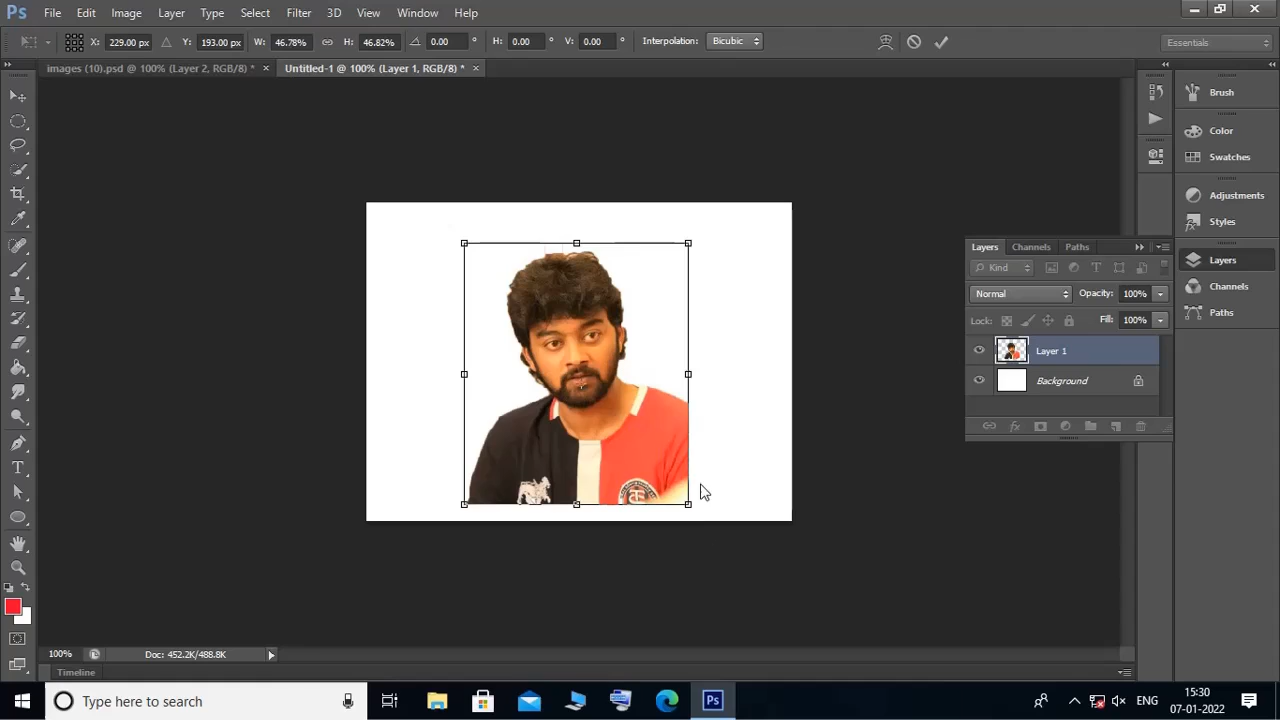 Ps File Edit Image Layer Type Select Filter 3D View Window Help
X: 229.00 px Y: 193.00 px W: 46.78% H: 46.82% 0.00 ° H: 0.00 ° V: 0.00 ° Interpolation: Bicubic Essentials
images (10).psd @ 100% (Layer 2, RGB/8) * × Untitled-1 @ 100% (Layer 1, RGB/8) * ×
Brush
Color
Swatches
Adjustments
Styles
Layers
Channels
Paths
Layers Channels Paths
Kind
Normal Opacity: 100%
Lock: Fill: 100%
Layer 1
Background
100% Doc: 452.2K/488.8K
Timeline
Type here to search
Ps
ENG
15:30
07-01-2022